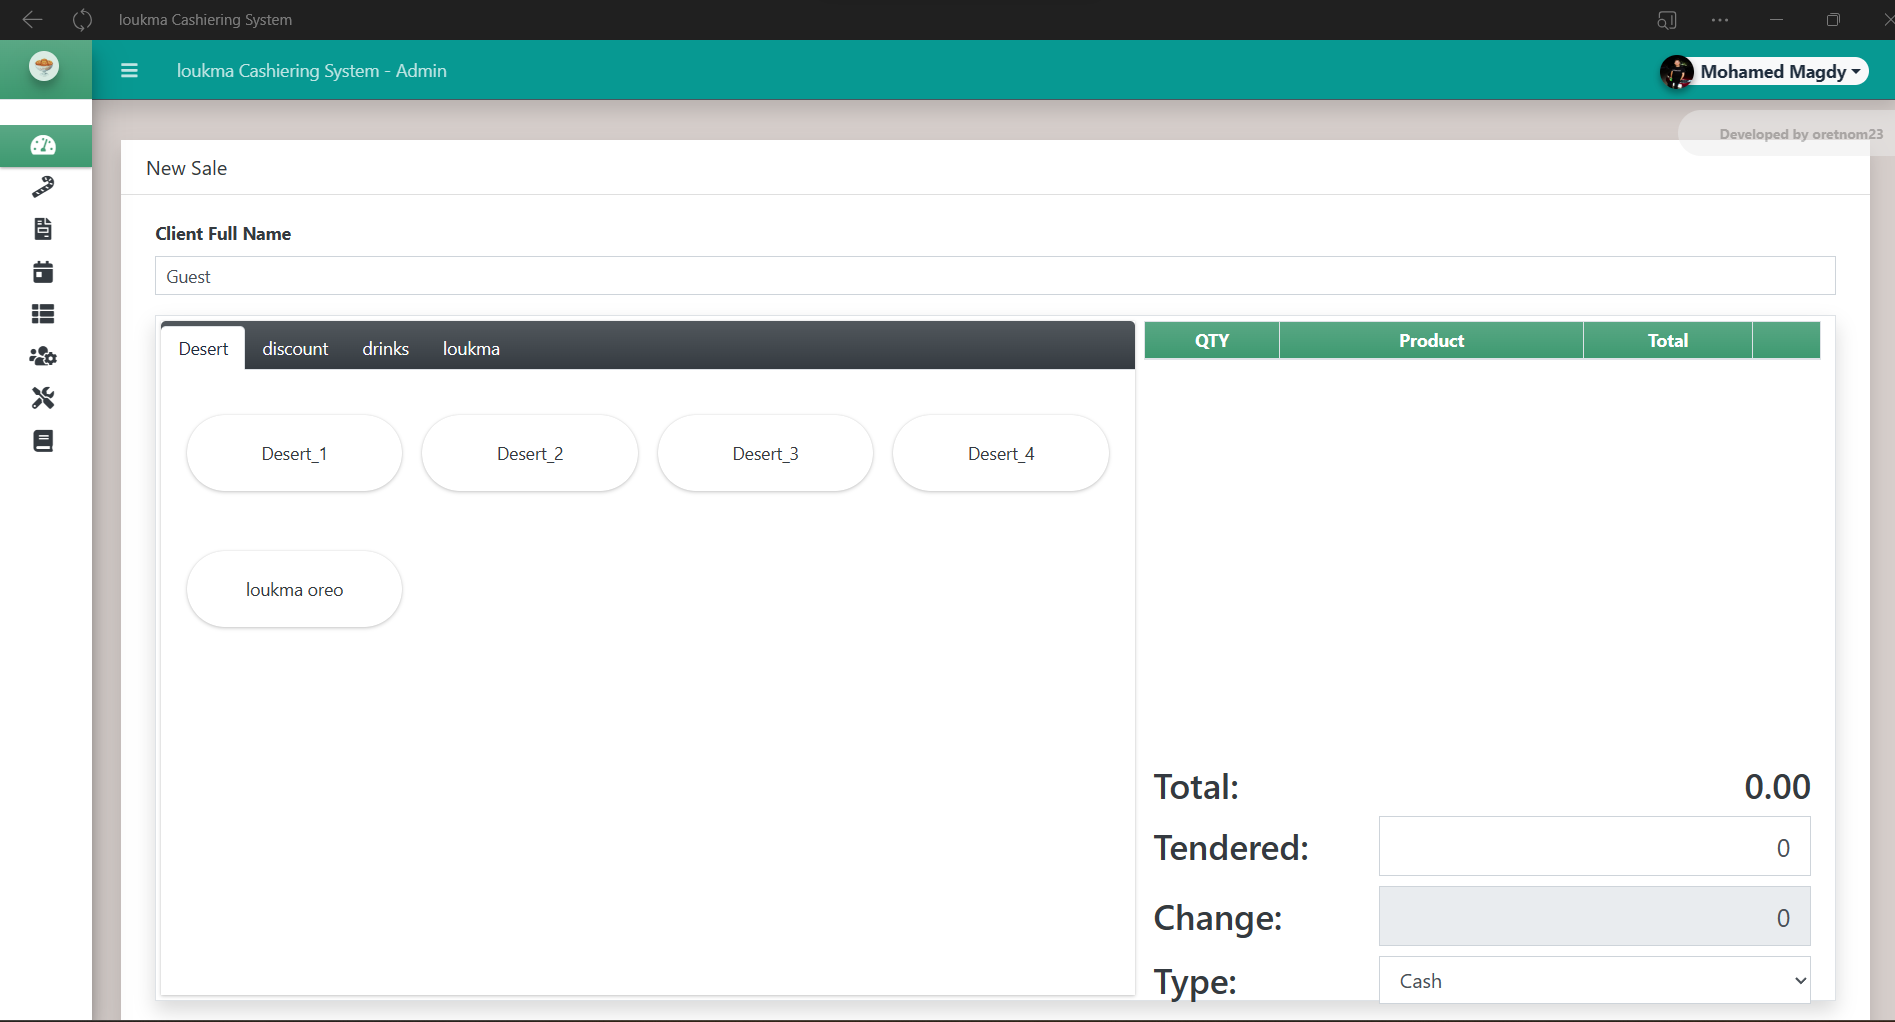 loukma Cashiering System
loukma Cashiering System - Admin
Mohamed Magdy
Developed by oretnom23
New Sale
Client Full Name
Guest
Desert discount drinks loukma
QTY Product Total
Desert_1 Desert_2 Desert_3 Desert_4
loukma oreo
Total: 0.00
Tendered: 0
Change: 0
Type: Cash